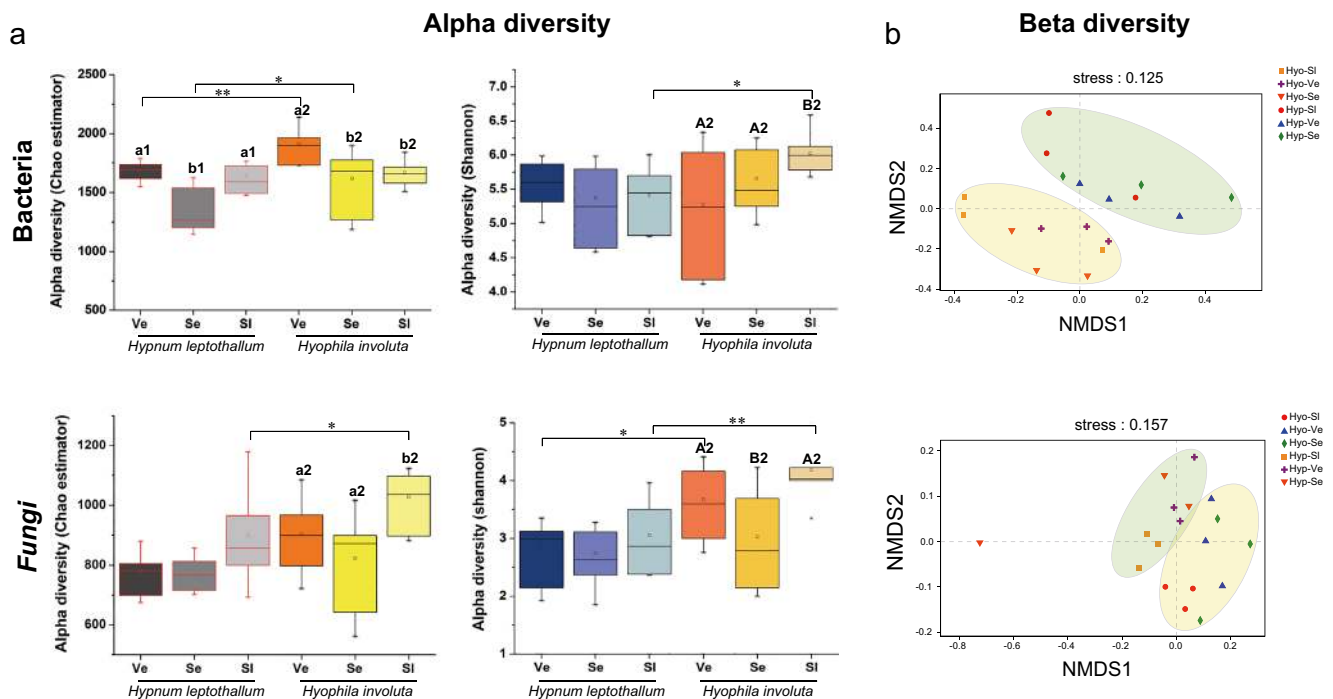 Alpha diversity
Beta diversity
a
b
Bacteria
Alpha diversity (Chao estimator)
2500
2000
1500
1000
500
a1
b1
a1
a2
b2
b2
**
*
Ve Se Sl Ve Se Sl
Hypnum leptothallum
Hyophila involuta
Alpha diversity (Shannon)
7.0
6.5
6.0
5.5
5.0
4.5
4.0
*
A2
A2
B2
Ve Se Sl Ve Se Sl
Hypnum leptothallum
Hyophila involuta
stress : 0.125
NMDS2
0.4
0.2
0.0
-0.2
-0.4
-0.4 -0.2 0.0 0.2 0.4 0.6
NMDS1
Hyo-Sl
Hyo-Ve
Hyo-Se
Hyp-Sl
Hyp-Ve
Hyp-Se
Fungi
Alpha diversity (Chao estimator)
1200
1000
800
600
*
a2
a2
b2
Ve Se Sl Ve Se Sl
Hypnum leptothallum
Hyophila involuta
Alpha diversity (shannon)
5
4
3
2
1
*
**
A2
B2
A2
Ve Se Sl Ve Se Sl
Hypnum leptothallum
Hyophila involuta
stress : 0.157
NMDS2
0.2
0.1
0.0
-0.1
-0.2
-0.8 -0.6 -0.4 -0.2 0.0 0.2
NMDS1
Hyo-Sl
Hyo-Ve
Hyo-Se
Hyp-Sl
Hyp-Ve
Hyp-Se